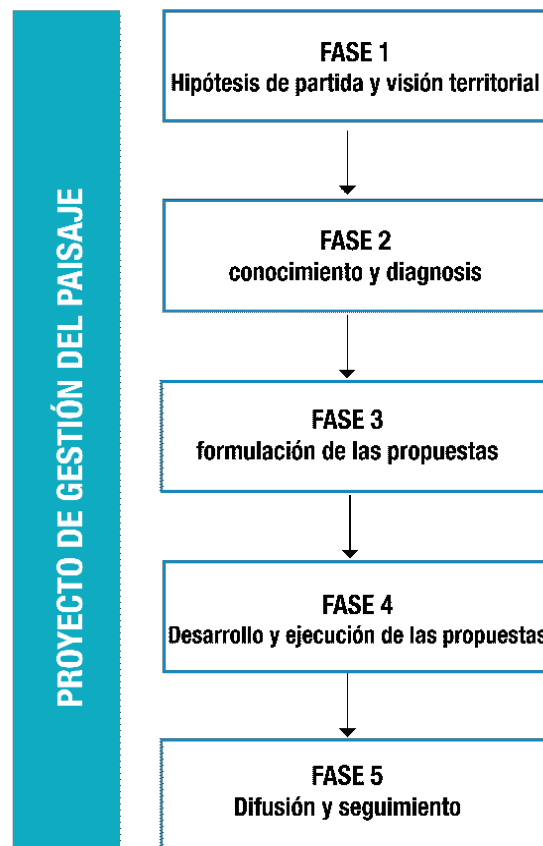 PROYECTO DE GESTIÓN DEL PAISAJE
FASE 1
Hipótesis de partida y visión territorial
FASE 2
conocimiento y diagnosis
FASE 3
formulación de las propuestas
FASE 4
Desarrollo y ejecución de las propuestas
FASE 5
Difusión y seguimiento